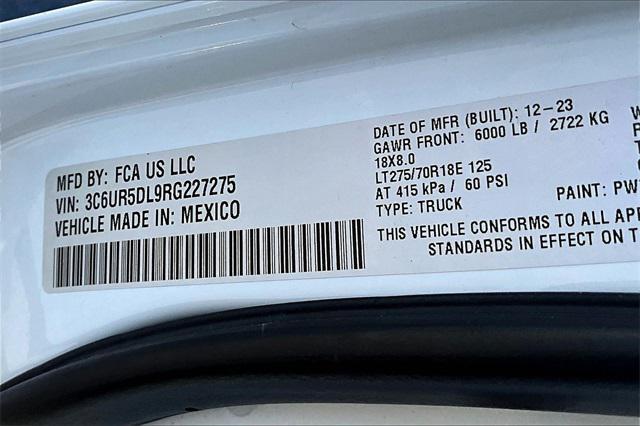 MFD BY: FCA US LLC
VIN: 3C6UR5DL9RG227275
VEHICLE MADE IN: MEXICO
DATE OF MFR (BUILT): 12-23
GAWR FRONT: 6000 LB / 2722 KG
18X8.0
LT275/70R18E 125
AT 415 kPa / 60 PSI
TYPE: TRUCK
PAINT: PW
THIS VEHICLE CONFORMS TO ALL APP
STANDARDS IN EFFECT ON T